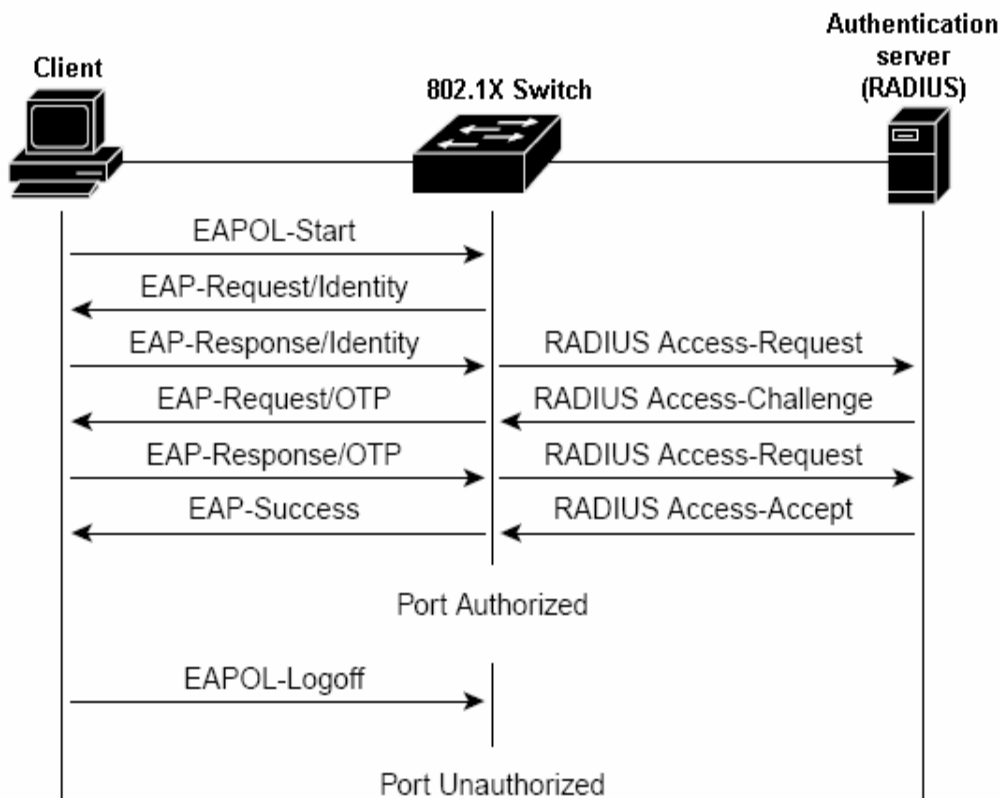 Authentication
server
(RADIUS)
Client
802.1X Switch
EAPOL-Start
EAP-Request/Identity
EAP-Response/Identity
RADIUS Access-Request
EAP-Request/OTP
RADIUS Access-Challenge
EAP-Response/OTP
RADIUS Access-Request
EAP-Success
RADIUS Access-Accept
Port Authorized
EAPOL-Logoff
Port Unauthorized